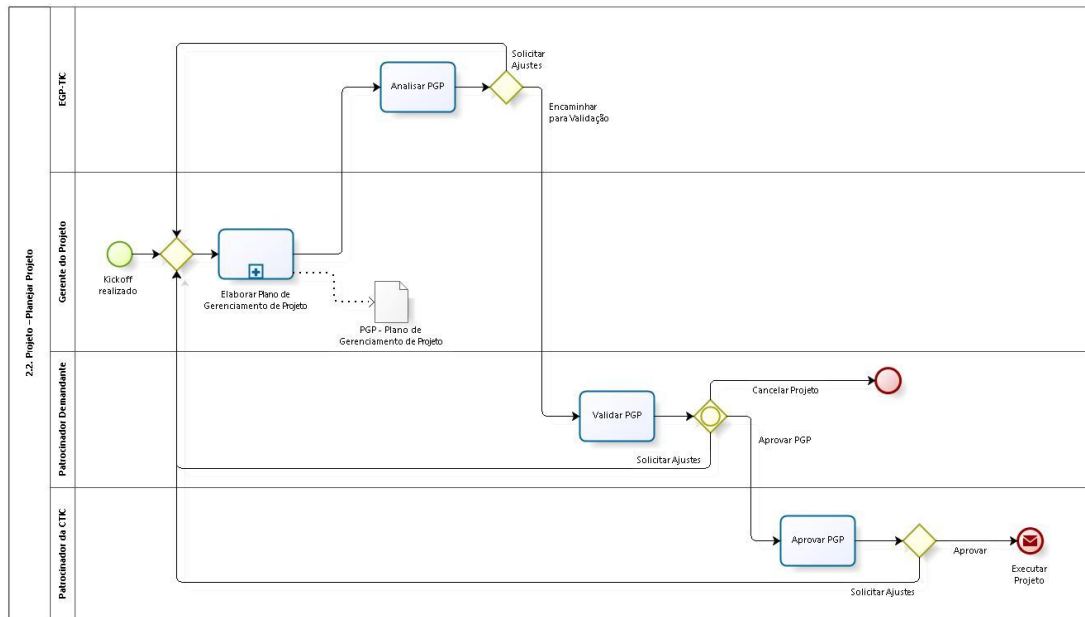 2.2. Projeto – Planejar Projeto
EGP-TIC
Analisar PGP
Solicitar
Ajustes
Encaminhar
para Validação
Gerente do Projeto
Kickoff
realizado
Elaborar Plano de
Gerenciamento de Projeto
PGP - Plano de
Gerenciamento de Projeto
Patrocinador Demandante
Validar PGP
Cancelar Projeto
Aprovar PGP
Solicitar Ajustes
Patrocinador da CTIC
Aprovar PGP
Aprovar
Executar
Projeto
Solicitar Ajustes